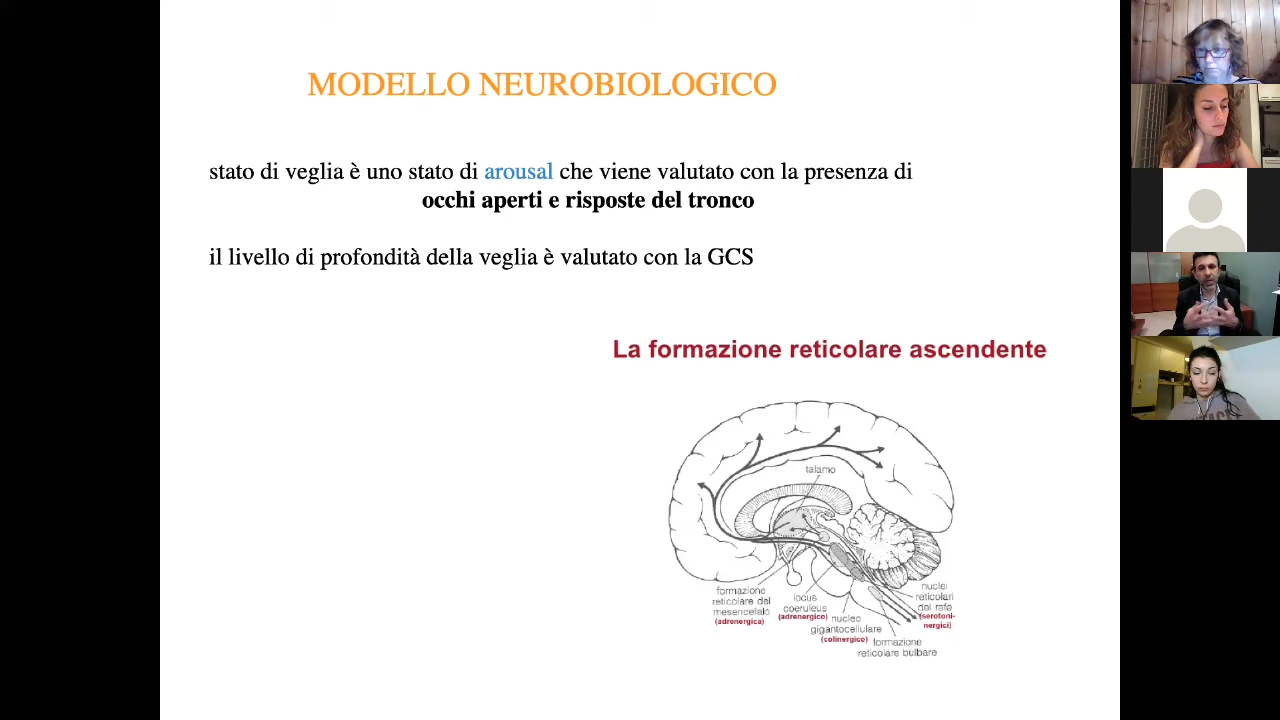 MODELLO NEUROBIOLOGICO
stato di veglia è uno stato di arousal che viene valutato con la presenza di
occhi aperti e risposte del tronco
il livello di profondità della veglia è valutato con la GCS
La formazione reticolare ascendente
talamo
formazione
reticolare del
mesencefalo
(adrenergica)
locus
coeruleus
(adrenergico)
nucleo
gigantocellulare
(colinergico)
formazione
reticolare bulbare
nuclei
reticolari
del rafe
(serotoni-
nergici)